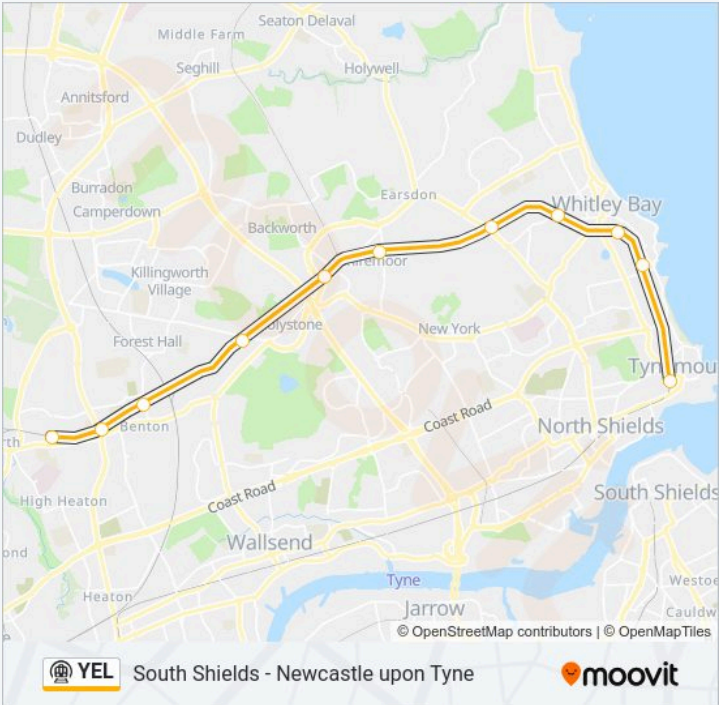 Seaton Delaval
Middle Farm
Seghill
Holywell
Annitsford
Dudley
Burradon
Camperdown
Earsdon
Whitley Bay
Backworth
Killingworth
Village
Forest Hall
New York
Benton
Coast Road
North Shields
High Heaton
South Shields
Coast Road
Wallsend
Heaton
Tyne
Westoe
Jarrow
© OpenStreetMap contributors | © OpenMapTiles
YEL
South Shields - Newcastle upon Tyne
moovit